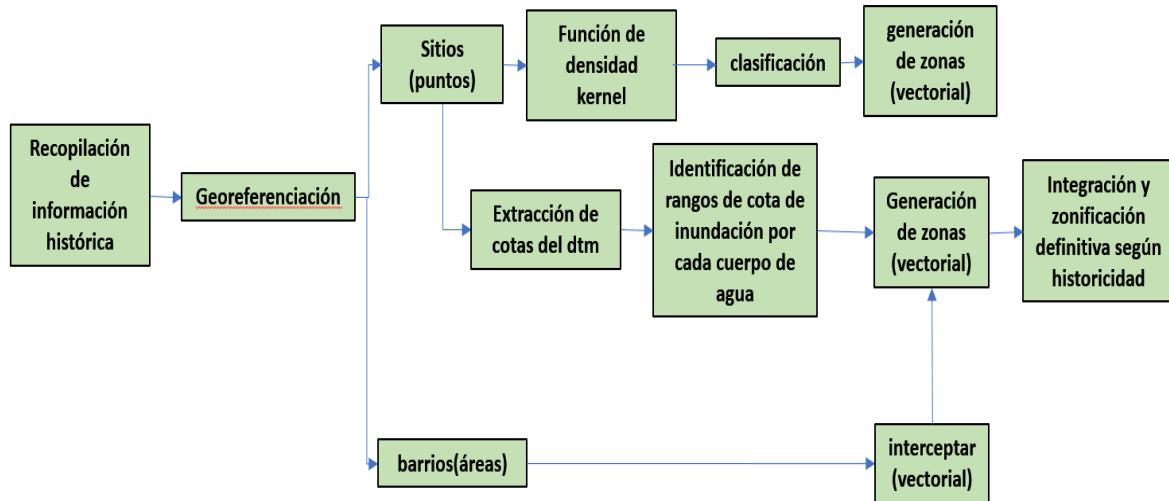 Recopilación
de
información
histórica
Georeferenciación
Sitios
(puntos)
Función de
densidad
kernel
clasificación
generación
de zonas
(vectorial)
Extracción de
cotas del dtm
Identificación de
rangos de cota de
inundación por
cada cuerpo de
agua
Generación
de zonas
(vectorial)
Integración y
zonificación
definitiva según
historicidad
barrios(áreas)
interceptar
(vectorial)